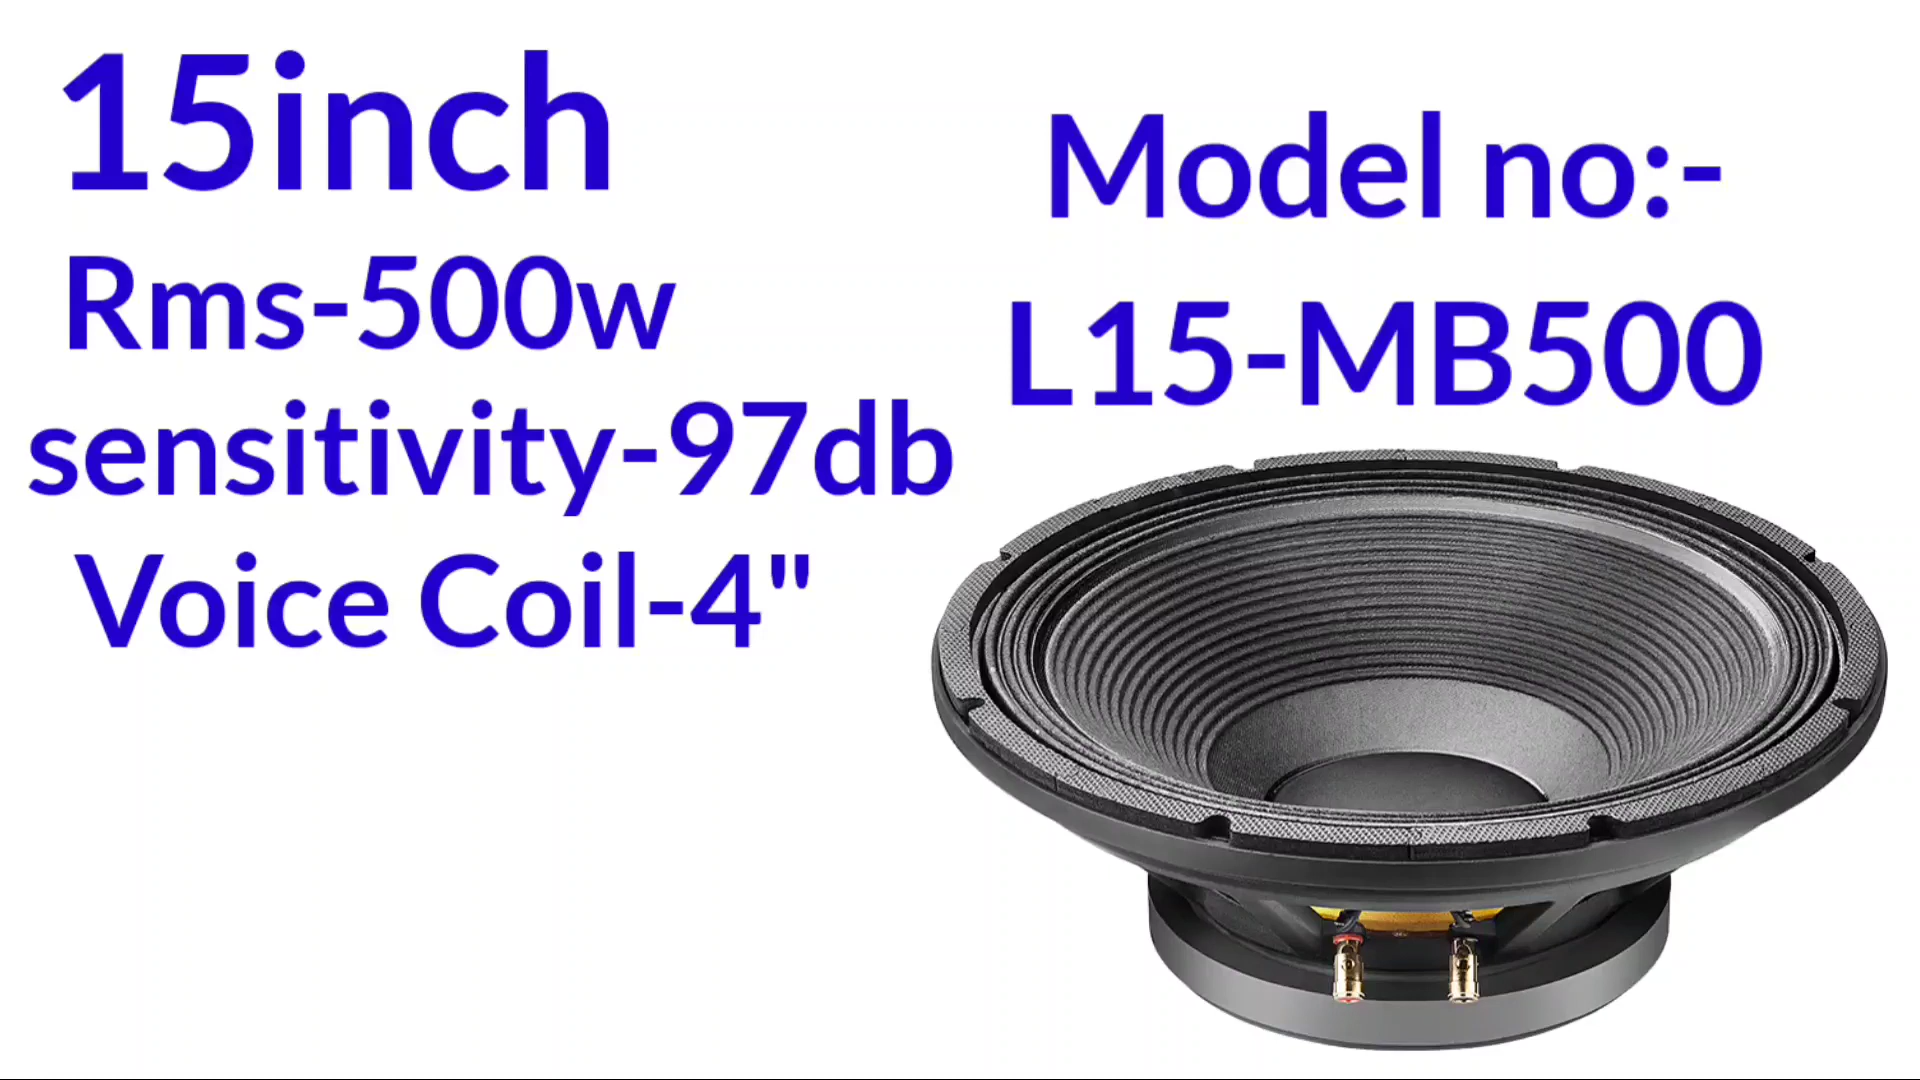 15inch
Rms-500w
sensitivity-97db
Voice Coil-4"
Model no:-
L15-MB500